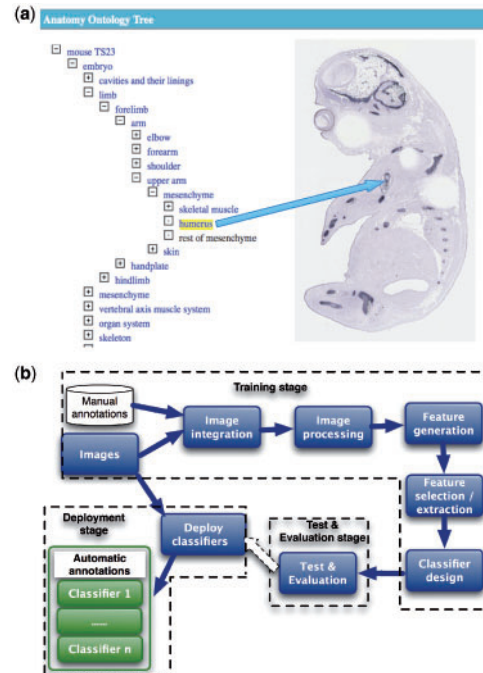 (a)
Anatomy Ontology Tree
mouse TS23
embryo
cavities and their linings
limb
forelimb
arm
elbow
forearm
shoulder
upper arm
mesenchyme
skeletal muscle
humerus
rest of mesenchyme
skin
handplate
hindlimb
mesenchyme
vertebral axis muscle system
organ system
skeleton
(b)
Training stage
Manual
annotations
Images
Image
integration
Image
processing
Feature
generation
Feature
selection /
extraction
Classifier
design
Test &
Evaluation stage
Test &
Evaluation
Deploy
classifiers
Deployment
stage
Automatic
annotations
Classifier 1
......
Classifier n